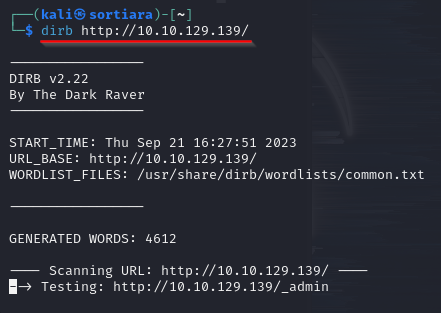 ┌──(kali㉿sortiara)-[~]
└─$ dirb http://10.10.129.139/
-----------------
DIRB v2.22
By The Dark Raver
-----------------
START_TIME: Thu Sep 21 16:27:51 2023
URL_BASE: http://10.10.129.139/
WORDLIST_FILES: /usr/share/dirb/wordlists/common.txt
-----------------
GENERATED WORDS: 4612
---- Scanning URL: http://10.10.129.139/ ----
--> Testing: http://10.10.129.139/_admin